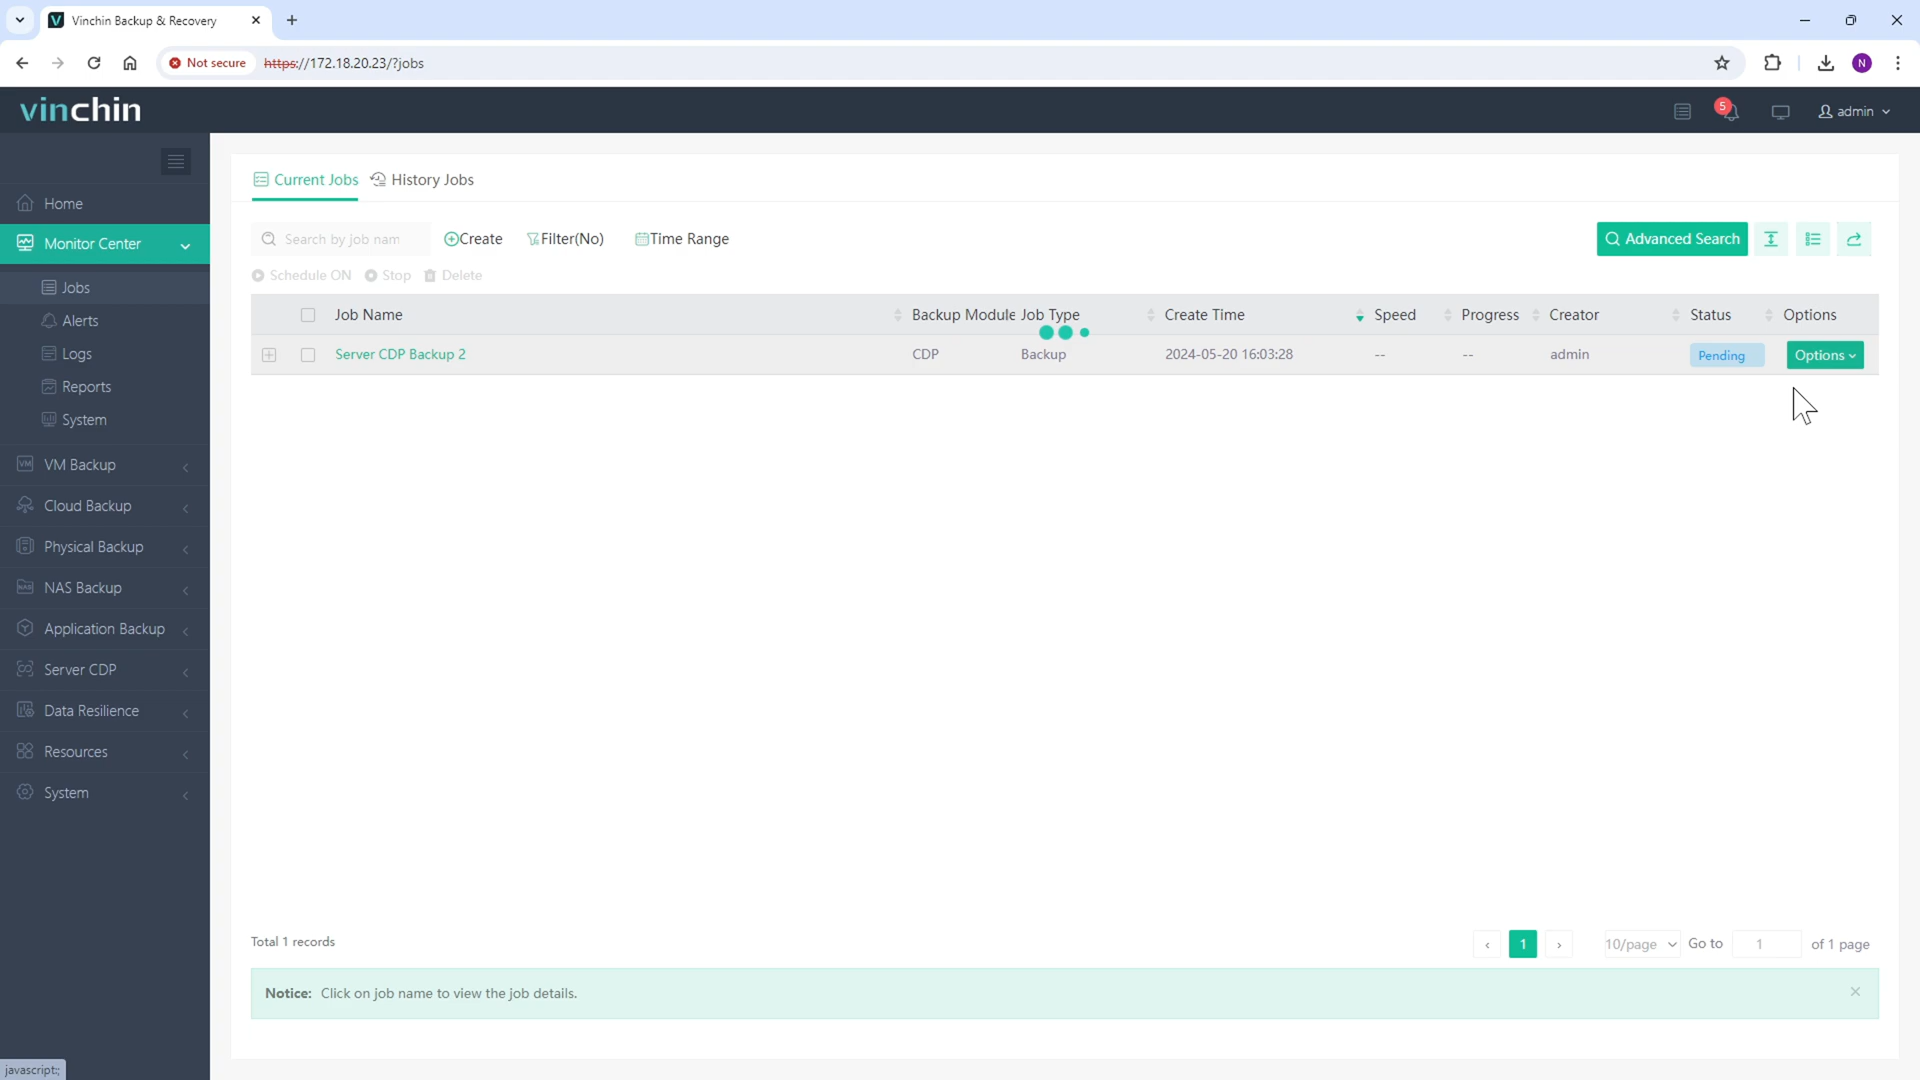 Vinchin Backup & Recovery
Not secure
https://172.18.20.23/?jobs
N
vinchin
5
admin
Home
Monitor Center
Jobs
Alerts
Logs
Reports
System
VM Backup
Cloud Backup
Physical Backup
NAS Backup
Application Backup
Server CDP
Data Resilience
Resources
System
Current Jobs
History Jobs
Search by job nam
Create
Filter(No)
Time Range
Advanced Search
Schedule ON
Stop
Delete
Job Name Backup Module Job Type Create Time Speed Progress Creator Status Options
Server CDP Backup 2 CDP Backup 2024-05-20 16:03:28 -- -- admin Pending Options
Total 1 records
1
10/page
Go to 1 of 1 page
Notice: Click on job name to view the job details.
javascript:;